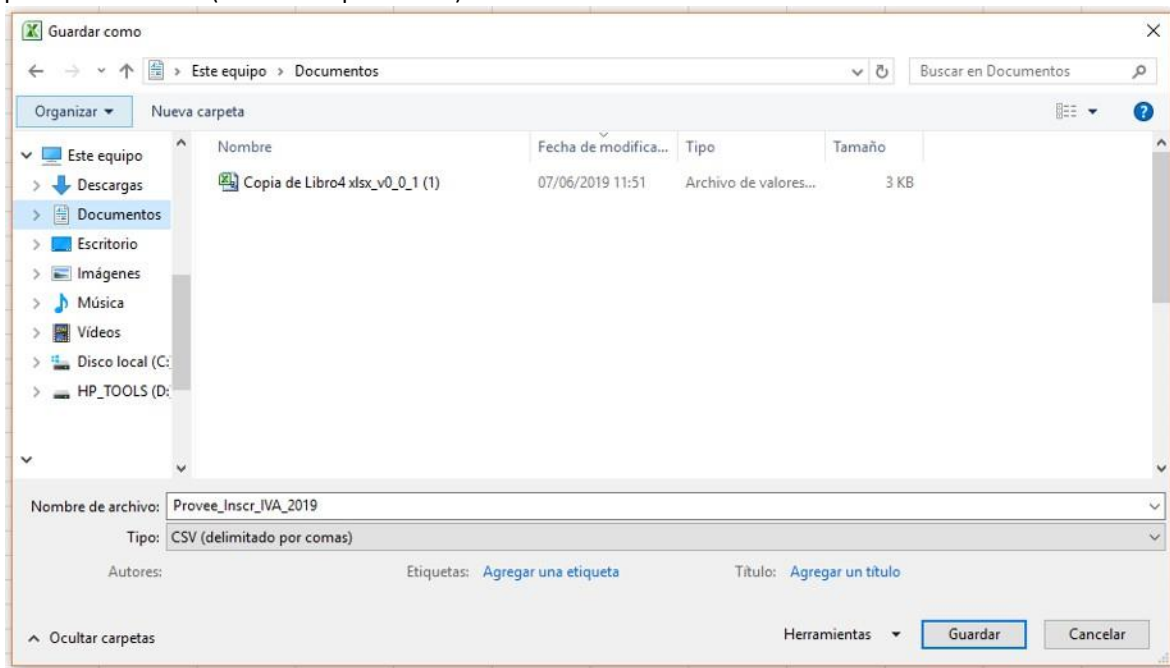 Guardar como
Este equipo > Documentos
Buscar en Documentos
Organizar
Nueva carpeta
Este equipo
Descargas
Documentos
Escritorio
Imágenes
Música
Vídeos
Disco local (C:
HP_TOOLS (D:
Nombre Fecha de modifica... Tipo Tamaño
Copia de Libro4 xlsx_v0_0_1 (1) 07/06/2019 11:51 Archivo de valores... 3 KB
Nombre de archivo: Provee_Inscr_IVA_2019
Tipo: CSV (delimitado por comas)
Autores: Etiquetas: Agregar una etiqueta Título: Agregar un título
Ocultar carpetas Herramientas Guardar Cancelar